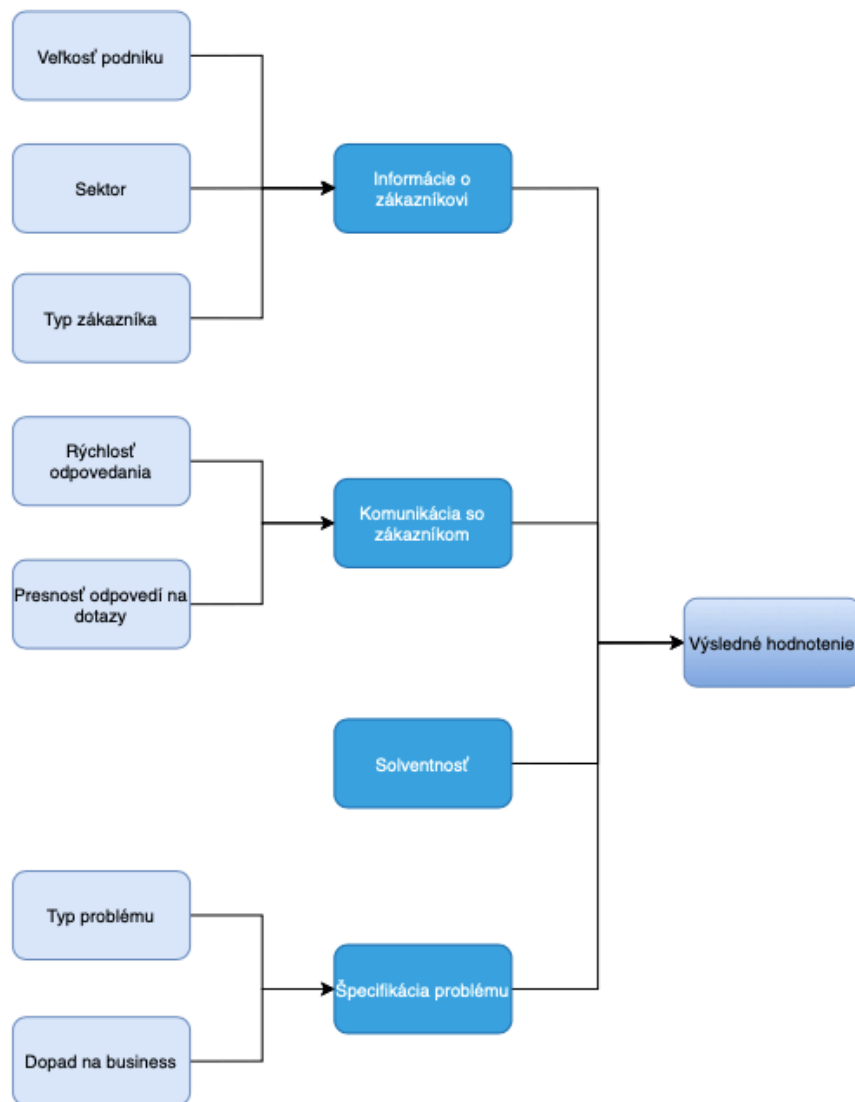 Veľkosť podniku
Sektor
Typ zákazníka
Informácie o
zákazníkovi
Rýchlosť
odpovedania
Presnosť odpovedí na
dotazy
Komunikácia so
zákazníkom
Solventnosť
Typ problému
Dopad na business
Špecifikácia problému
Výsledné hodnotenie